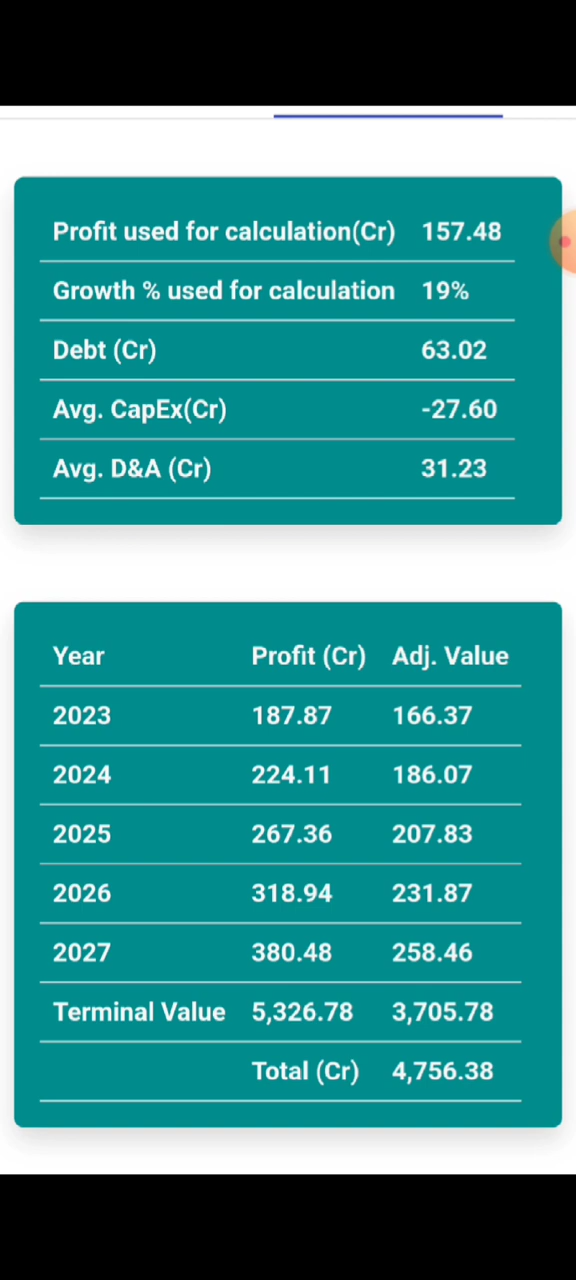 Profit used for calculation(Cr) 157.48
Growth % used for calculation 19%
Debt (Cr) 63.02
Avg. CapEx(Cr) -27.60
Avg. D&A (Cr) 31.23
Year Profit (Cr) Adj. Value
2023 187.87 166.37
2024 224.11 186.07
2025 267.36 207.83
2026 318.94 231.87
2027 380.48 258.46
Terminal Value 5,326.78 3,705.78
Total (Cr) 4,756.38